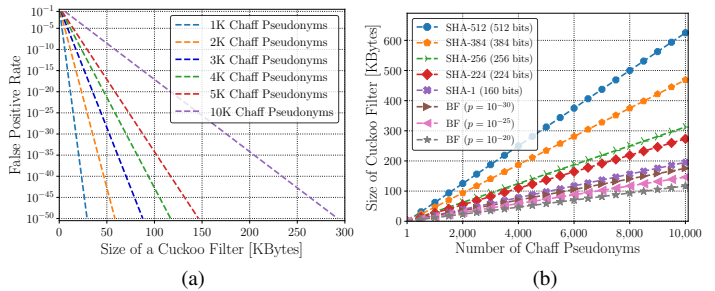 False Positive Rate
10^-1
10^-5
10^-10
10^-15
10^-20
10^-25
10^-30
10^-35
10^-40
10^-45
10^-50
1K Chaff Pseudonyms
2K Chaff Pseudonyms
3K Chaff Pseudonyms
4K Chaff Pseudonyms
5K Chaff Pseudonyms
10K Chaff Pseudonyms
0 50 100 150 200 250 300
Size of a Cuckoo Filter [KBytes]
(a)
Size of Cuckoo Filter [KBytes]
600
500
400
300
200
100
0
SHA-512 (512 bits)
SHA-384 (384 bits)
SHA-256 (256 bits)
SHA-224 (224 bits)
SHA-1 (160 bits)
BF (p = 10^-30)
BF (p = 10^-25)
BF (p = 10^-20)
1 2,000 4,000 6,000 8,000 10,000
Number of Chaff Pseudonyms
(b)